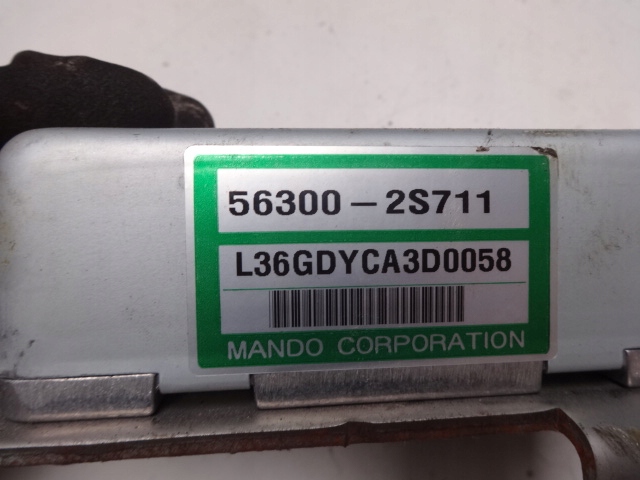 56300-2S711
L36GDYCA3D0058
MANDO CORPORATION